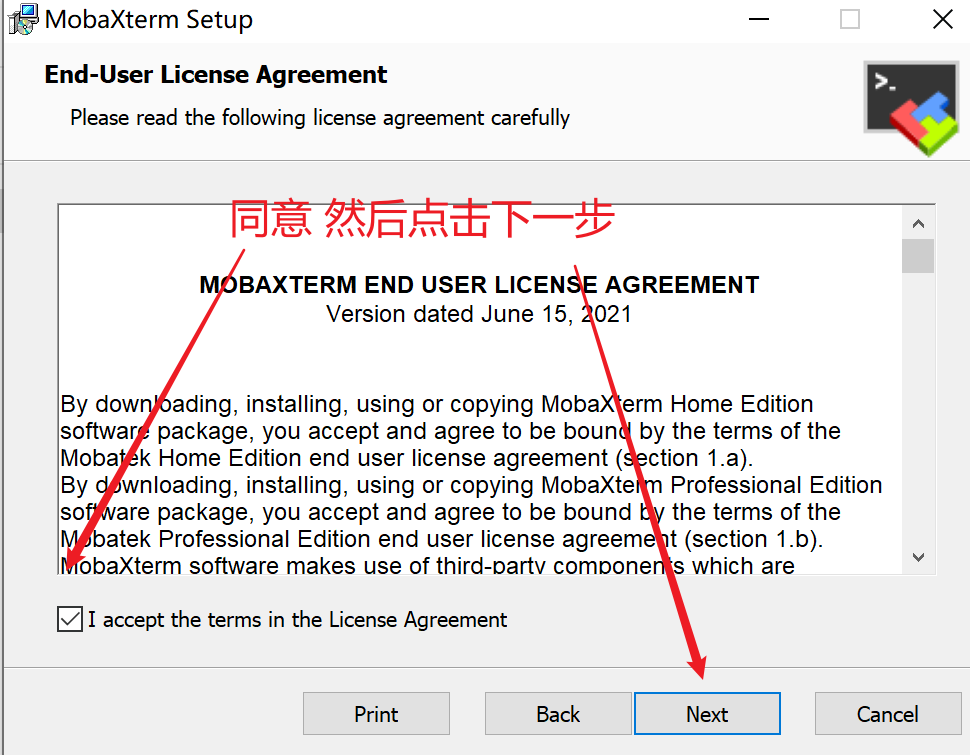 MobaXterm Setup
End-User License Agreement
Please read the following license agreement carefully
>_
同意 然后点击下一步
MOBAXTERM END USER LICENSE AGREEMENT
Version dated June 15, 2021
By downloading, installing, using or copying MobaXterm Home Edition
software package, you accept and agree to be bound by the terms of the
Mobatek Home Edition end user license agreement (section 1.a).
By downloading, installing, using or copying MobaXterm Professional Edition
software package, you accept and agree to be bound by the terms of the
Mobatek Professional Edition end user license agreement (section 1.b).
MobaXterm software makes use of third-party components which are
I accept the terms in the License Agreement
Print
Back
Next
Cancel